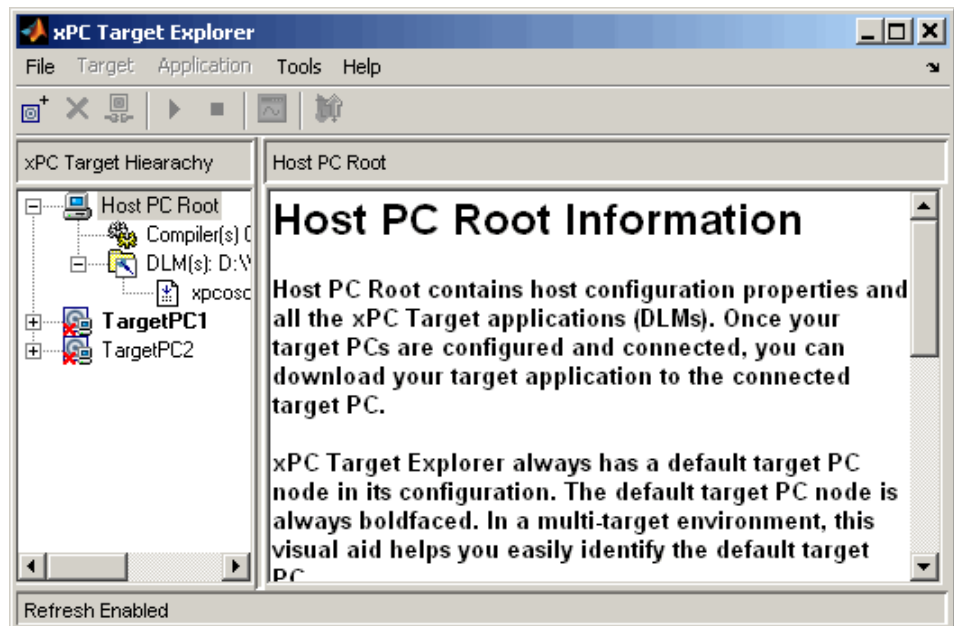 xPC Target Explorer
File Target Application Tools Help
xPC Target Hiearachy
Host PC Root
Host PC Root
Compiler(s)
DLM(s): D:\
xpcosc
TargetPC1
TargetPC2
Host PC Root Information
Host PC Root contains host configuration properties and
all the xPC Target applications (DLMs). Once your
target PCs are configured and connected, you can
download your target application to the connected
target PC.
xPC Target Explorer always has a default target PC
node in its configuration. The default target PC node is
always boldfaced. In a multi-target environment, this
visual aid helps you easily identify the default target
PC
Refresh Enabled